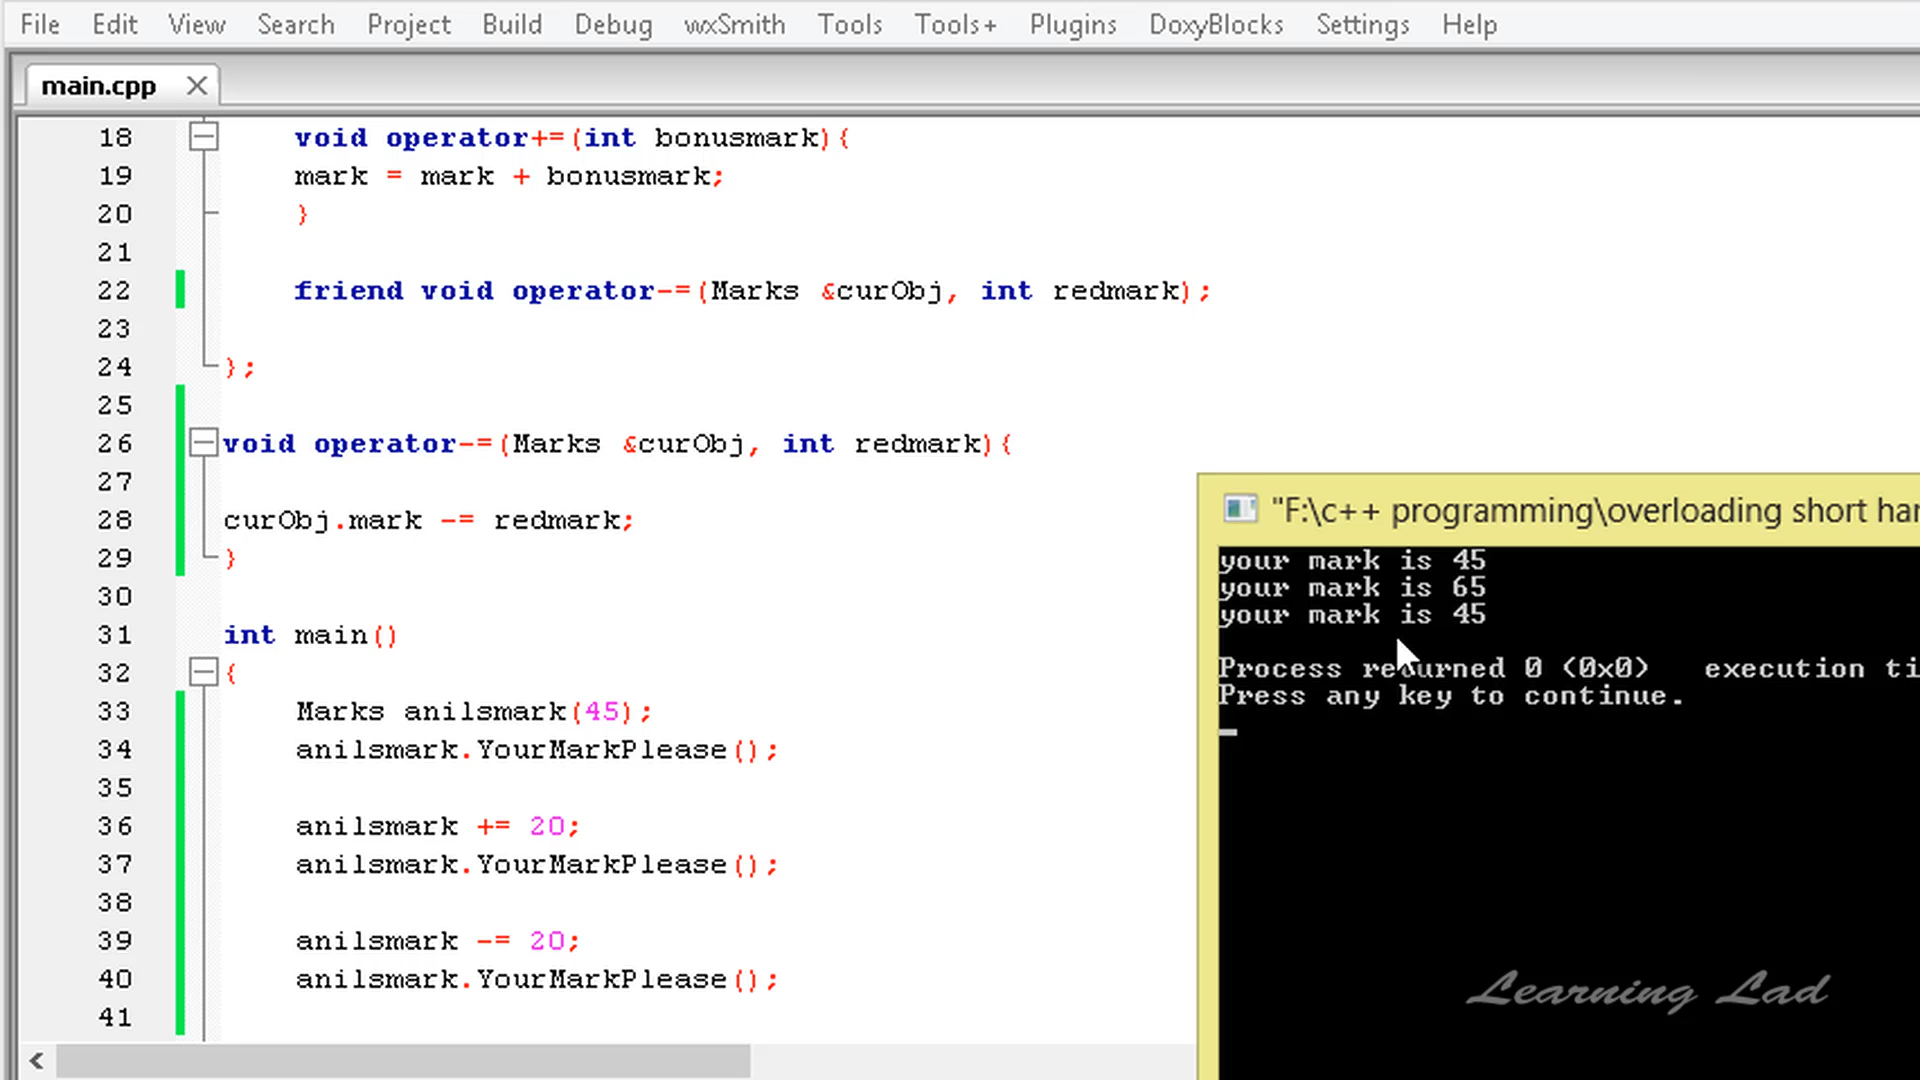 File Edit View Search Project Build Debug wxSmith Tools Tools+ Plugins DoxyBlocks Settings Help
main.cpp
18 void operator+=(int bonusmark){
19 mark = mark + bonusmark;
20 }
21
22 friend void operator-=(Marks &curObj, int redmark);
23
24 };
25
26 void operator-=(Marks &curObj, int redmark){
27
28 curObj.mark -= redmark;
29 }
30
31 int main()
32 {
33 Marks anilsmark(45);
34 anilsmark.YourMarkPlease();
35
36 anilsmark += 20;
37 anilsmark.YourMarkPlease();
38
39 anilsmark -= 20;
40 anilsmark.YourMarkPlease();
41
"F:\c++ programming\overloading short har
your mark is 45
your mark is 65
your mark is 45
Process returned 0 (0x0) execution ti
Press any key to continue.
Learning Lad